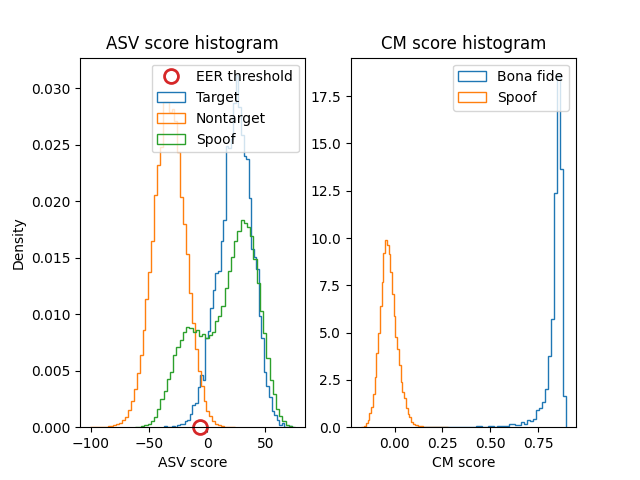 ASV score histogram
EER threshold
Target
Nontarget
Spoof
0.030
0.025
0.020
0.015
0.010
0.005
0.000
Density
−100
−50
0
50
ASV score
CM score histogram
Bona fide
Spoof
17.5
15.0
12.5
10.0
7.5
5.0
2.5
0.0
0.00
0.25
0.50
0.75
CM score